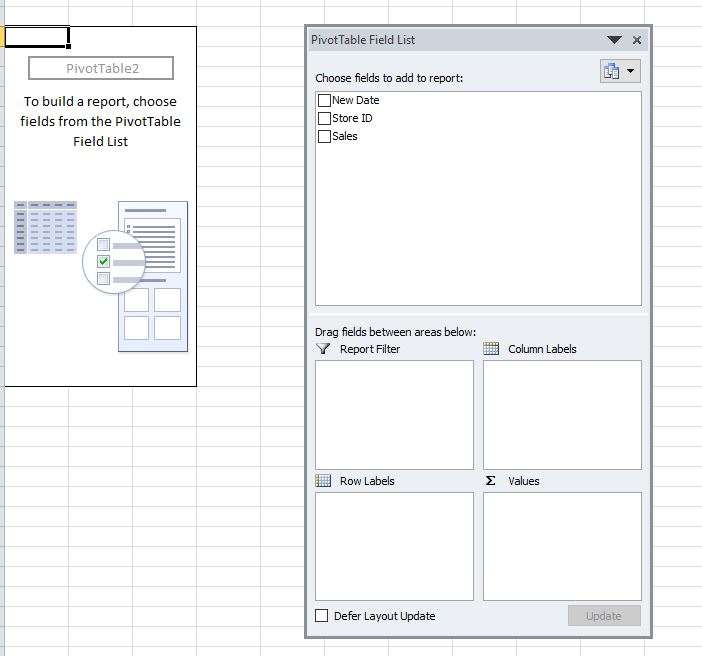 PivotTable2
To build a report, choose
fields from the PivotTable
Field List
PivotTable Field List
Choose fields to add to report:
New Date
Store ID
Sales
Drag fields between areas below:
Report Filter
Column Labels
Row Labels
Σ Values
Defer Layout Update
Update